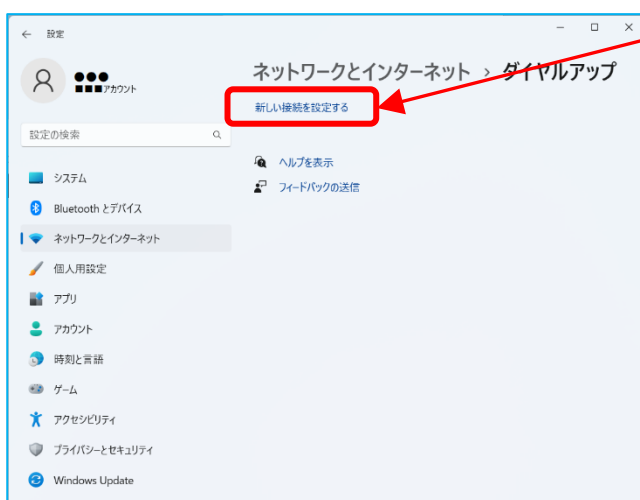 設定
●●●
■■■アカウント
設定の検索
システム
Bluetooth とデバイス
ネットワークとインターネット
個人用設定
アプリ
アカウント
時刻と言語
ゲーム
アクセシビリティ
プライバシーとセキュリティ
Windows Update
ネットワークとインターネット › ダイヤルアップ
新しい接続を設定する
ヘルプを表示
フィードバックの送信